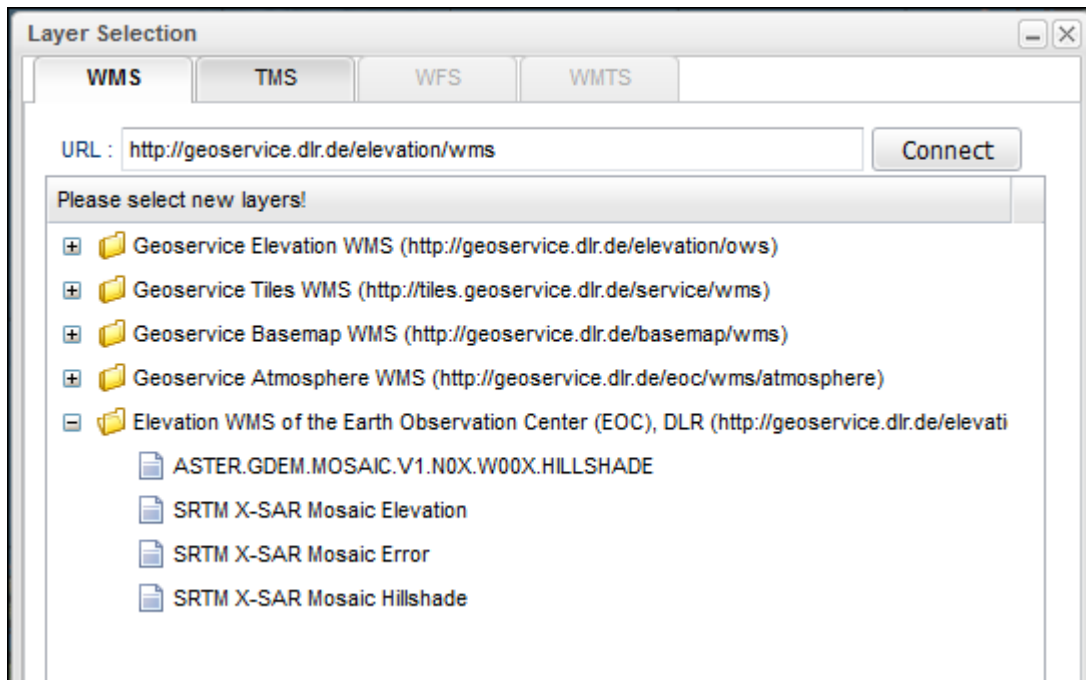 Layer Selection
WMS TMS WFS WMTS
URL : http://geoservice.dlr.de/elevation/wms Connect
Please select new layers!
Geoservice Elevation WMS (http://geoservice.dlr.de/elevation/ows)
Geoservice Tiles WMS (http://tiles.geoservice.dlr.de/service/wms)
Geoservice Basemap WMS (http://geoservice.dlr.de/basemap/wms)
Geoservice Atmosphere WMS (http://geoservice.dlr.de/eoc/wms/atmosphere)
Elevation WMS of the Earth Observation Center (EOC), DLR (http://geoservice.dlr.de/elevati
ASTER.GDEM.MOSAIC.V1.N0X.W00X.HILLSHADE
SRTM X-SAR Mosaic Elevation
SRTM X-SAR Mosaic Error
SRTM X-SAR Mosaic Hillshade